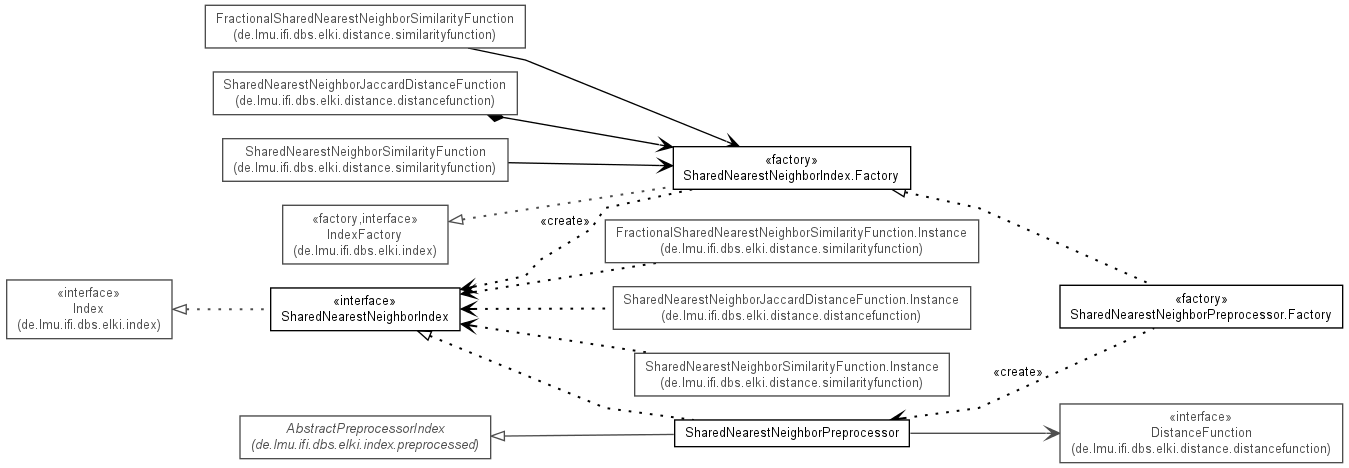 FractionalSharedNearestNeighborSimilarityFunction
(de.lmu.ifi.dbs.elki.distance.similarityfunction)
SharedNearestNeighborJaccardDistanceFunction
(de.lmu.ifi.dbs.elki.distance.distancefunction)
SharedNearestNeighborSimilarityFunction
(de.lmu.ifi.dbs.elki.distance.similarityfunction)
«factory»
SharedNearestNeighborIndex.Factory
«factory,interface»
IndexFactory
(de.lmu.ifi.dbs.elki.index)
«create»
FractionalSharedNearestNeighborSimilarityFunction.Instance
(de.lmu.ifi.dbs.elki.distance.similarityfunction)
«interface»
Index
(de.lmu.ifi.dbs.elki.index)
«interface»
SharedNearestNeighborIndex
SharedNearestNeighborJaccardDistanceFunction.Instance
(de.lmu.ifi.dbs.elki.distance.distancefunction)
«factory»
SharedNearestNeighborPreprocessor.Factory
SharedNearestNeighborSimilarityFunction.Instance
(de.lmu.ifi.dbs.elki.distance.similarityfunction)
«create»
AbstractPreprocessorIndex
(de.lmu.ifi.dbs.elki.index.preprocessed)
SharedNearestNeighborPreprocessor
«interface»
DistanceFunction
(de.lmu.ifi.dbs.elki.distance.distancefunction)